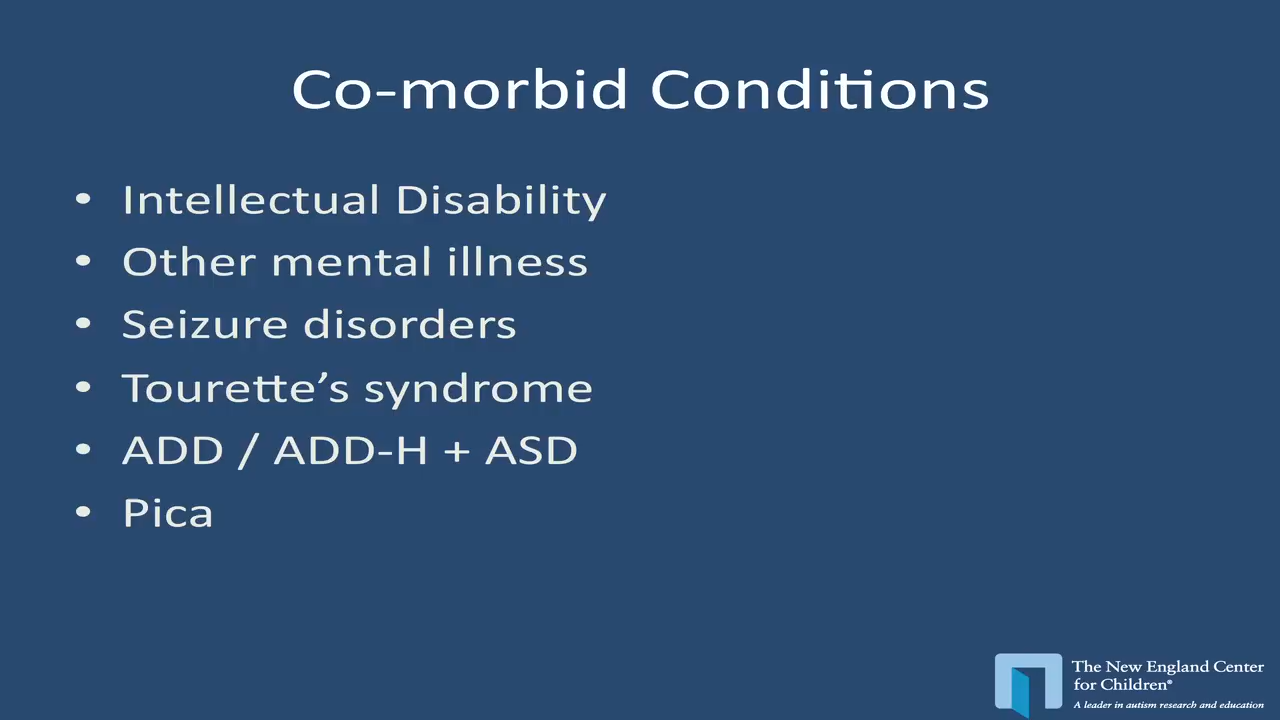 Co-morbid Conditions
• Intellectual Disability
• Other mental illness
• Seizure disorders
• Tourette’s syndrome
• ADD / ADD-H + ASD
• Pica
The New England Center
for Children®
A leader in autism research and education